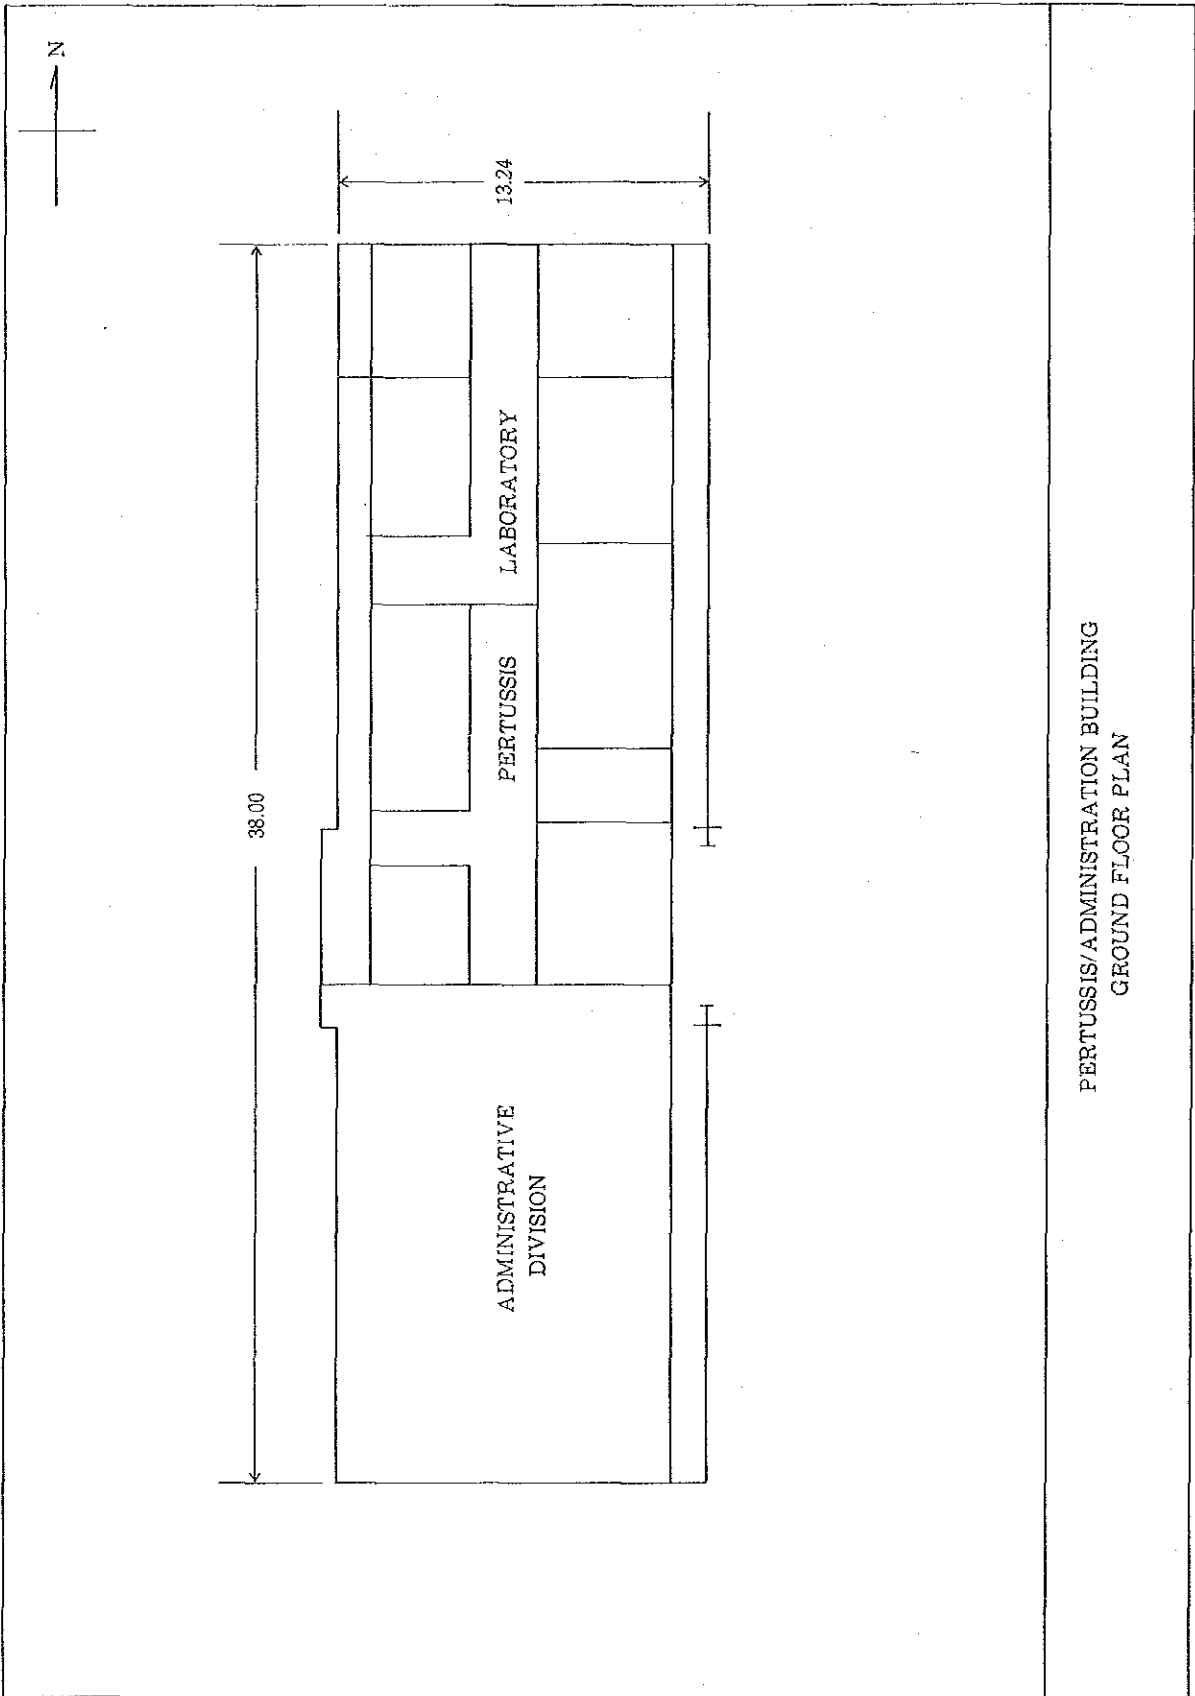 N
38.00
13.24
ADMINISTRATIVE
DIVISION
PERTUSSIS LABORATORY
PERTUSSIS/ADMINISTRATION BUILDING
GROUND FLOOR PLAN